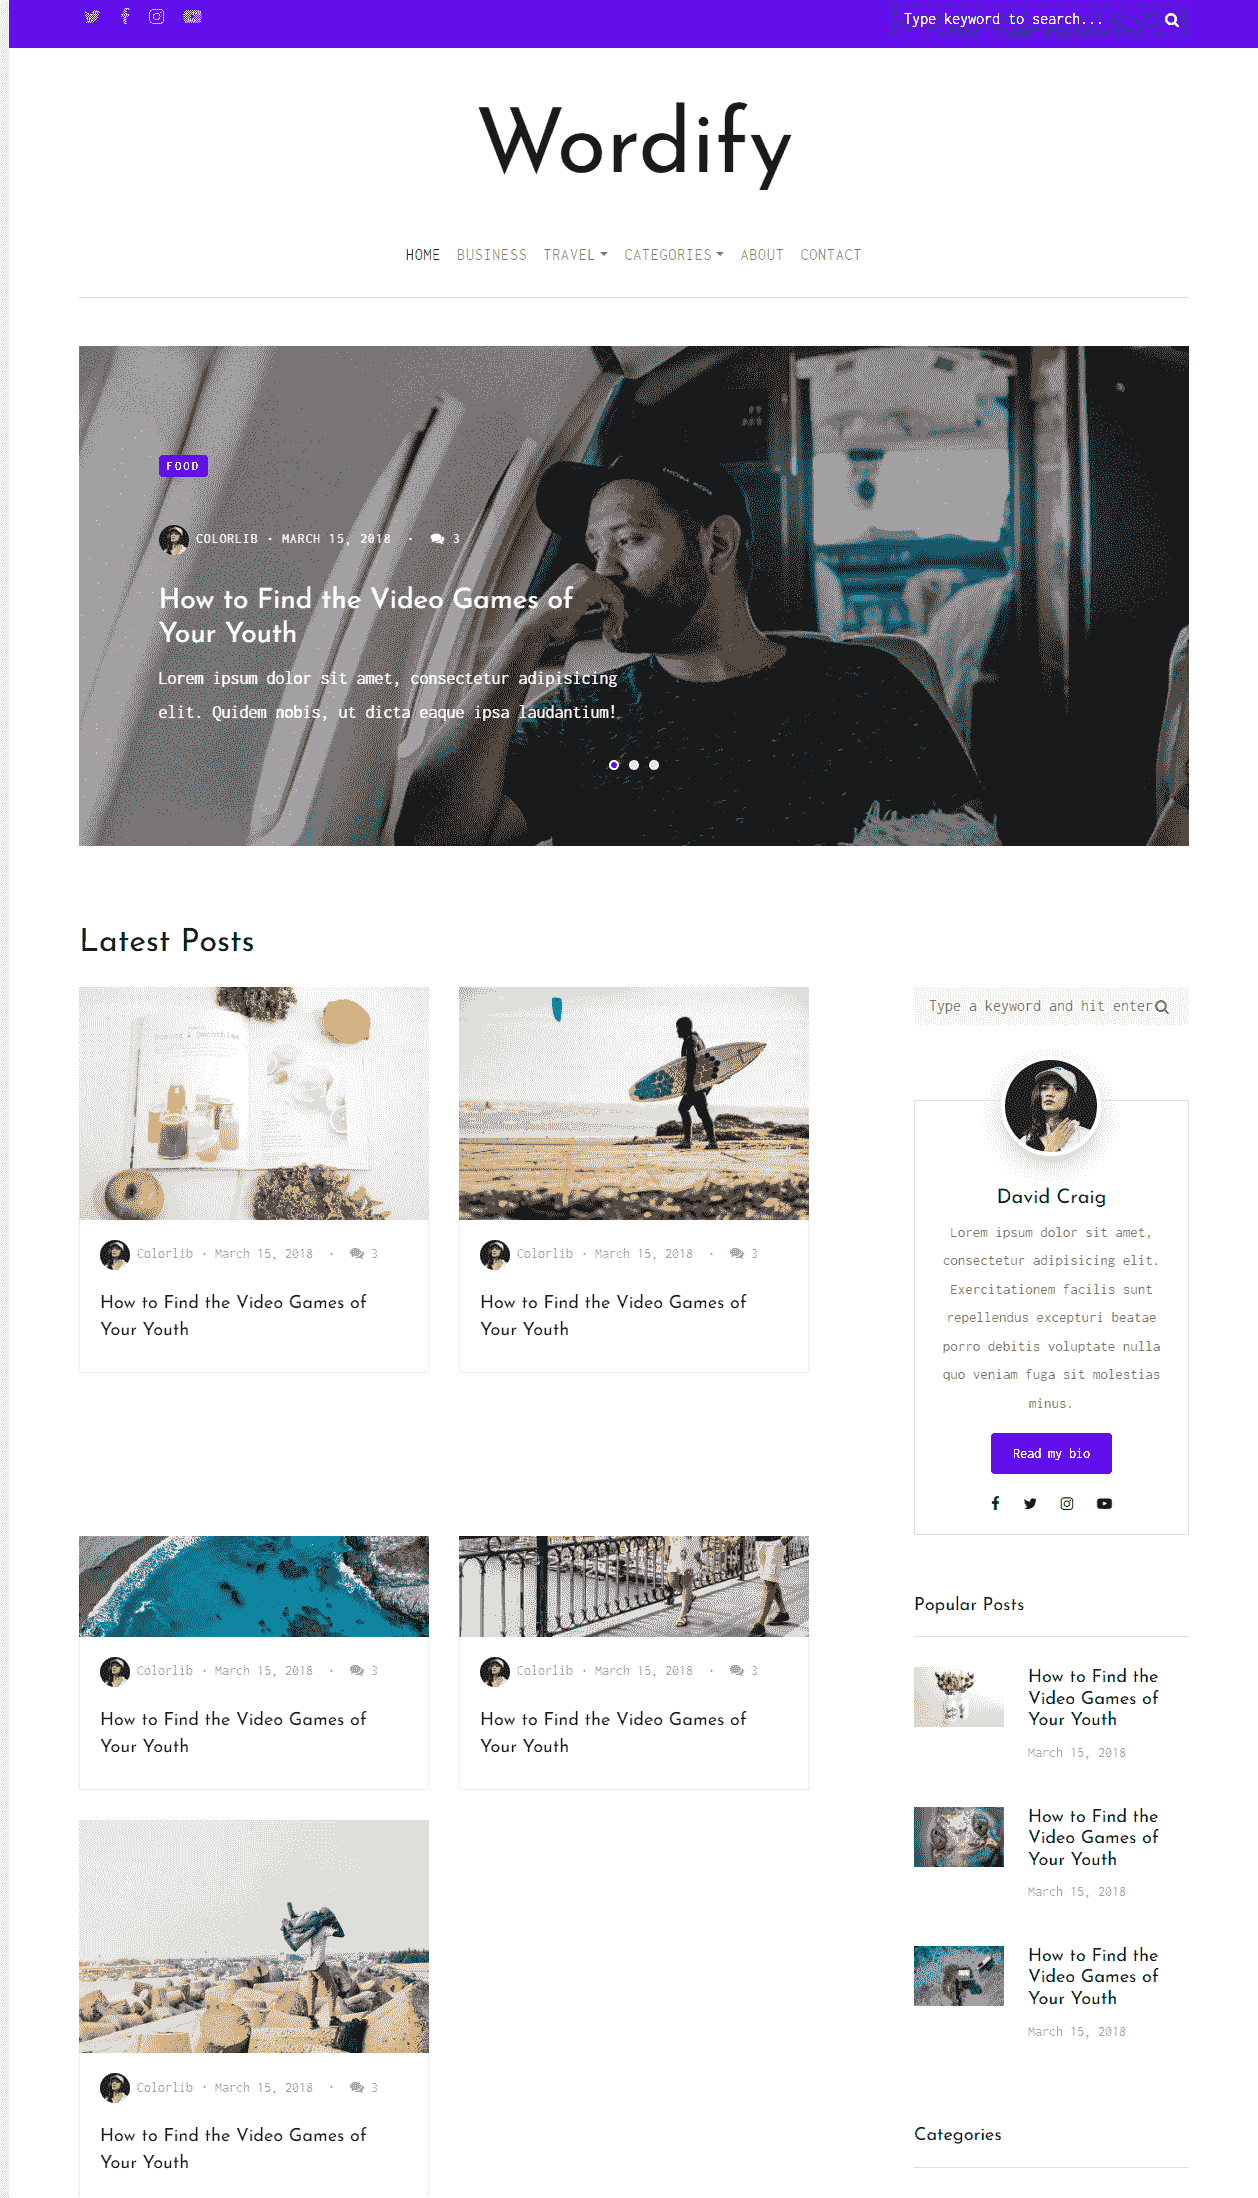 Type keyword to search...
Wordify
HOME BUSINESS TRAVEL CATEGORIES ABOUT CONTACT
FOOD
COLORLIB • MARCH 15, 2018 • 3
How to Find the Video Games of
Your Youth
Lorem ipsum dolor sit amet, consectetur adipisicing
elit. Quidem nobis, ut dicta eaque ipsa laudantium!
Latest Posts
Colorlib • March 15, 2018 • 3
How to Find the Video Games of
Your Youth
Colorlib • March 15, 2018 • 3
How to Find the Video Games of
Your Youth
Colorlib • March 15, 2018 • 3
How to Find the Video Games of
Your Youth
Colorlib • March 15, 2018 • 3
How to Find the Video Games of
Your Youth
Colorlib • March 15, 2018 • 3
How to Find the Video Games of
Your Youth
Type a keyword and hit enter
David Craig
Lorem ipsum dolor sit amet,
consectetur adipisicing elit.
Exercitationem facilis sunt
repellendus excepturi beatae
porro debitis voluptate nulla
quo veniam fuga sit molestias
minus.
Read my bio
Popular Posts
How to Find the
Video Games of
Your Youth
March 15, 2018
How to Find the
Video Games of
Your Youth
March 15, 2018
How to Find the
Video Games of
Your Youth
March 15, 2018
Categories